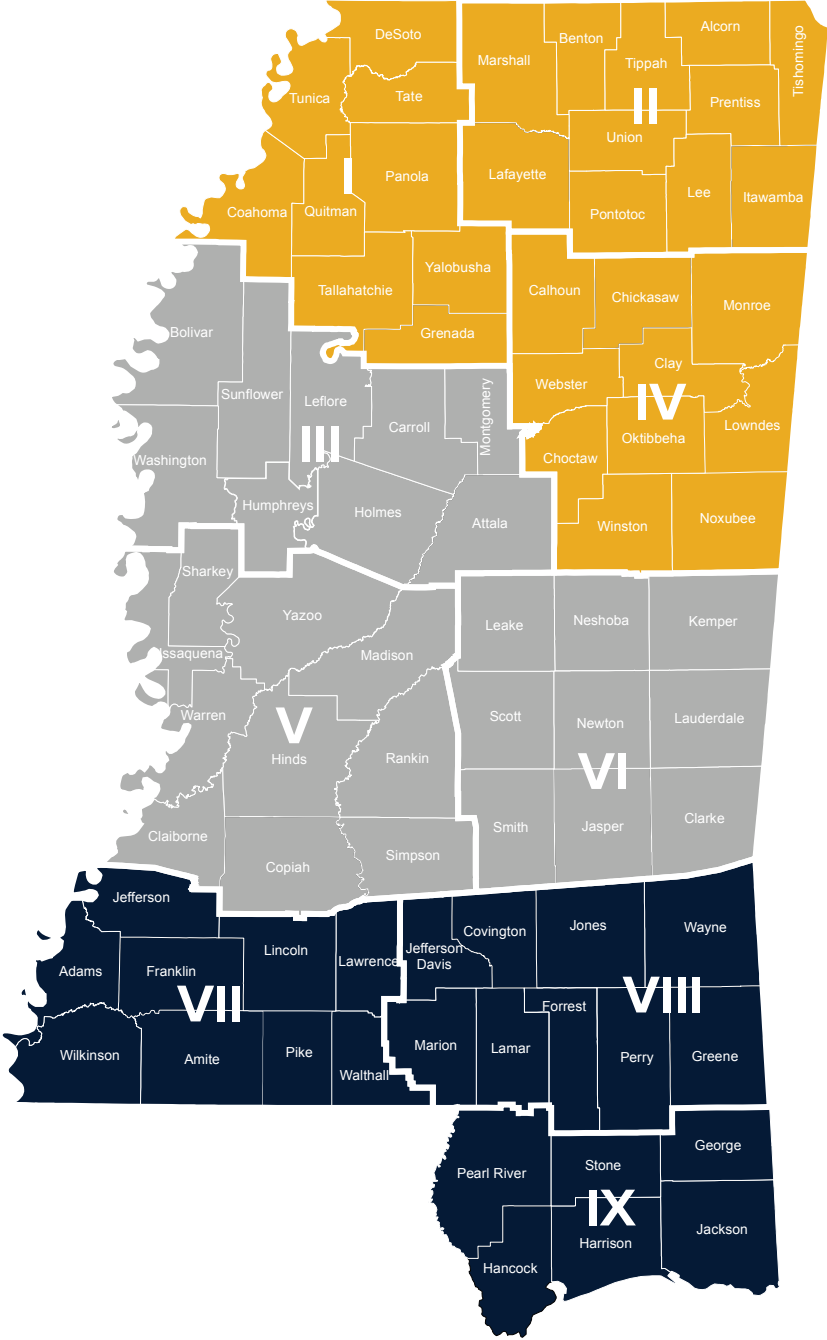 DeSoto
Tunica
Tate
I
Panola
Coahoma
Quitman
Tallahatchie
Yalobusha
Grenada
Marshall
Benton
Tippah
Alcorn
Tishomingo
II
Prentiss
Union
Lafayette
Pontotoc
Lee
Itawamba
Bolivar
Sunflower
Leflore
III
Carroll
Montgomery
Washington
Humphreys
Holmes
Attala
Calhoun
Chickasaw
Monroe
Webster
Clay
IV
Oktibbeha
Lowndes
Choctaw
Winston
Noxubee
Sharkey
Yazoo
Issaquena
Madison
Warren
V
Hinds
Rankin
Claiborne
Copiah
Simpson
Leake
Neshoba
Kemper
Scott
Newton
Lauderdale
VI
Smith
Jasper
Clarke
Jefferson
Lincoln
Lawrence
Adams
Franklin
VII
Wilkinson
Amite
Pike
Walthall
Jefferson
Davis
Covington
Jones
Wayne
VIII
Forrest
Marion
Lamar
Perry
Greene
Pearl River
Stone
George
IX
Harrison
Jackson
Hancock